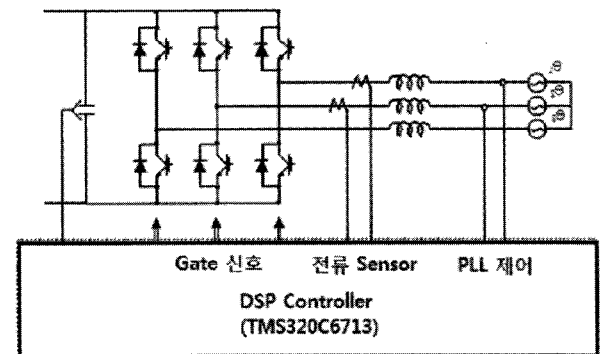 Gate 신호 전류 Sensor PLL 제어
DSP Controller
(TMS320C6713)